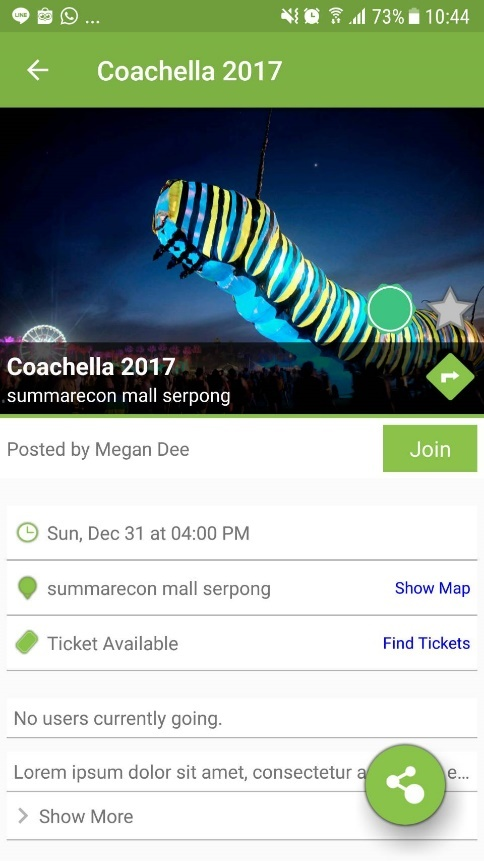 LINE ... 73% 10:44
Coachella 2017
Coachella 2017
summarecon mall serpong
Posted by Megan Dee
Join
Sun, Dec 31 at 04:00 PM
summarecon mall serpong
Show Map
Ticket Available
Find Tickets
No users currently going.
Lorem ipsum dolor sit amet, consectetur a e...
Show More